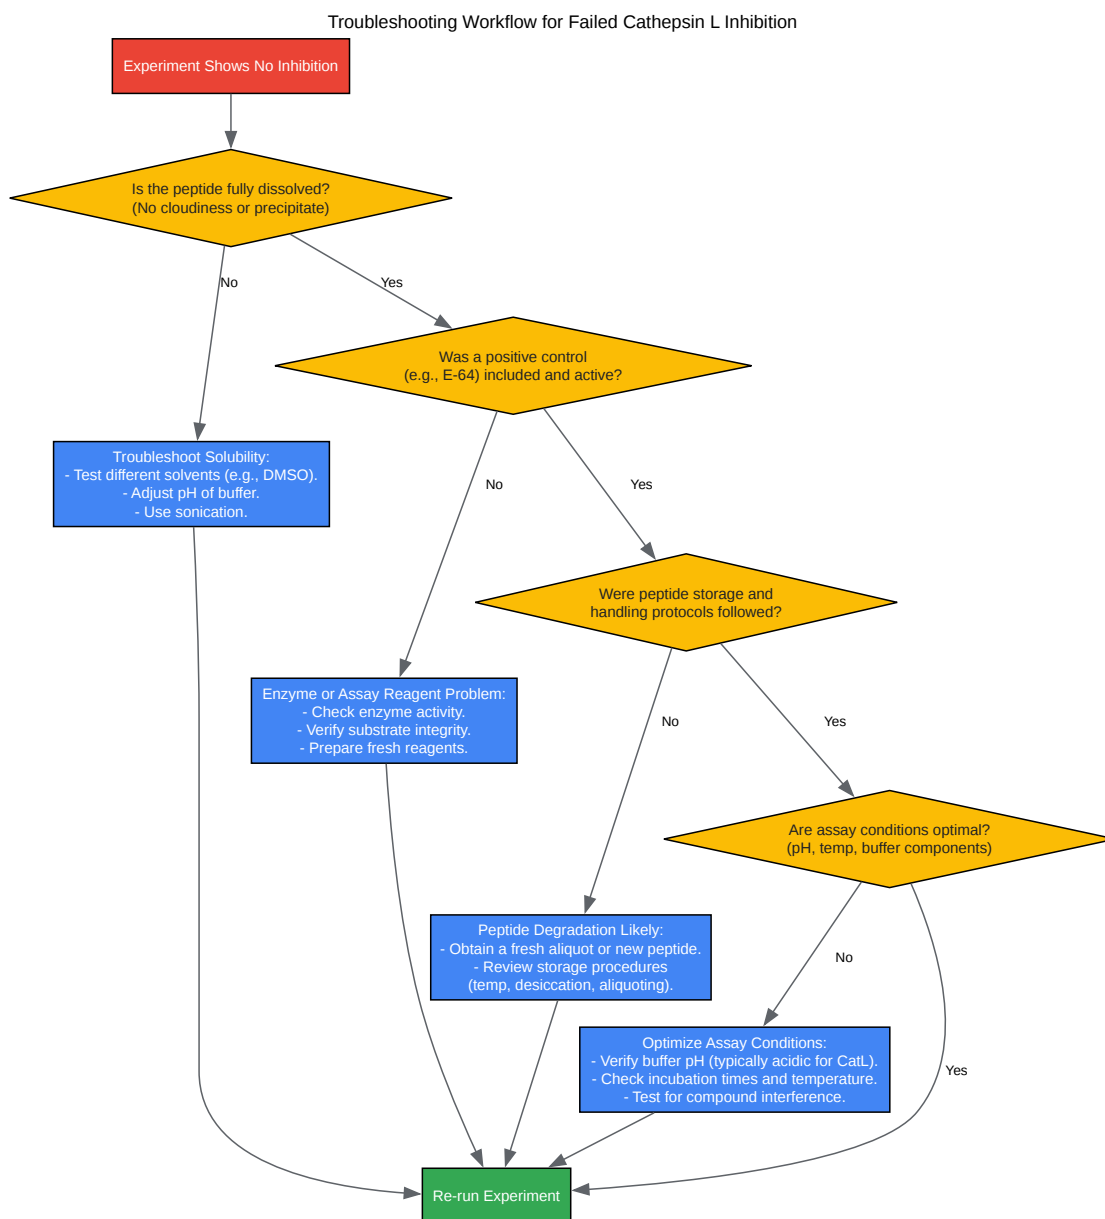 Troubleshooting Workflow for Failed Cathepsin L Inhibition
Experiment Shows No Inhibition
Is the peptide fully dissolved?
(No cloudiness or precipitate)
No
Yes
Was a positive control
(e.g., E-64) included and active?
Troubleshoot Solubility:
- Test different solvents (e.g., DMSO).
- Adjust pH of buffer.
- Use sonication.
No
Yes
Were peptide storage and
handling protocols followed?
Enzyme or Assay Reagent Problem:
- Check enzyme activity.
- Verify substrate integrity.
- Prepare fresh reagents.
No
Yes
Are assay conditions optimal?
(pH, temp, buffer components)
Peptide Degradation Likely:
- Obtain a fresh aliquot or new peptide.
- Review storage procedures
(temp, desiccation, aliquoting).
No
Optimize Assay Conditions:
- Verify buffer pH (typically acidic for CatL).
- Check incubation times and temperature.
- Test for compound interference.
Yes
Re-run Experiment